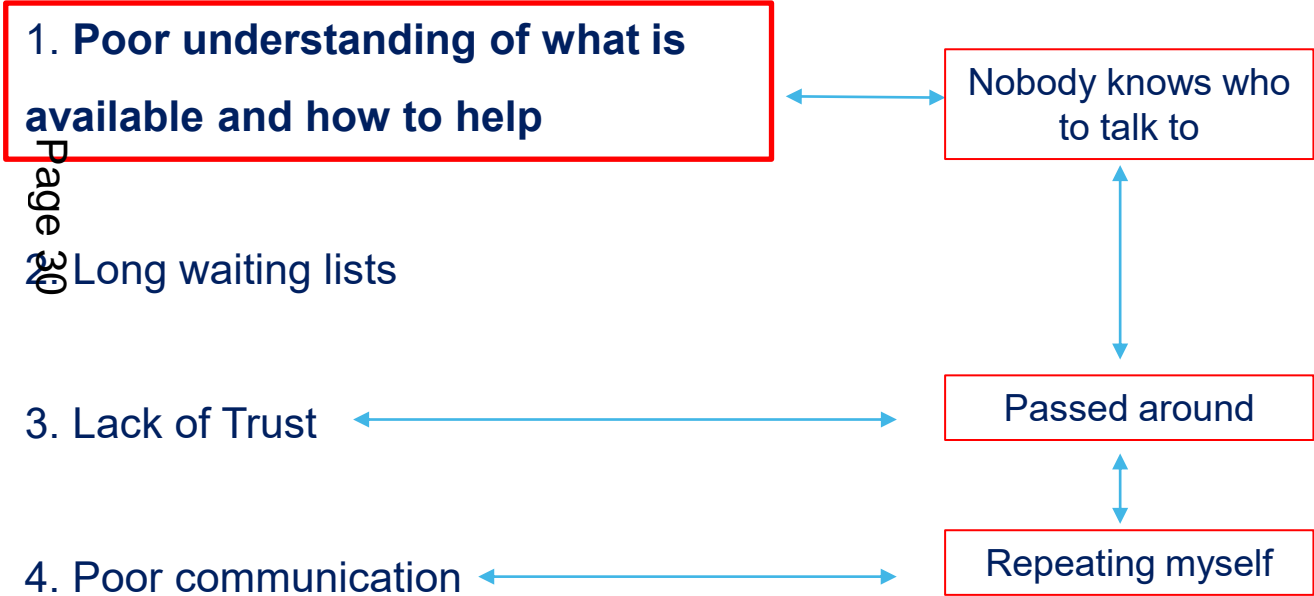 1. Poor understanding of what is
available and how to help
Nobody knows who
to talk to
Page 30
2. Long waiting lists
3. Lack of Trust
Passed around
4. Poor communication
Repeating myself